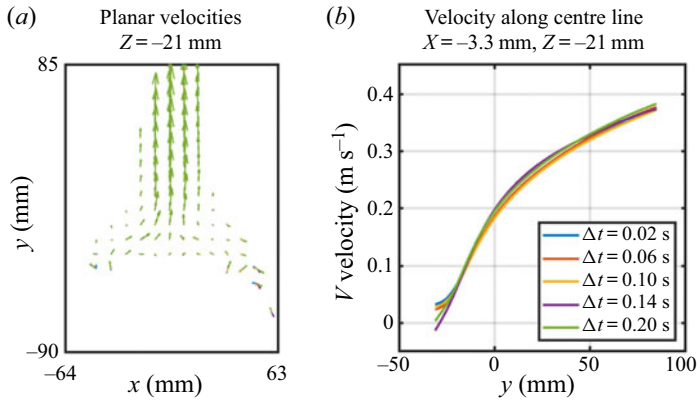 (a) Planar velocities
Z = –21 mm
85
y (mm)
–90
–64
63
x (mm)
(b) Velocity along centre line
X = –3.3 mm, Z = –21 mm
V velocity (m s⁻¹)
0.4
0.3
0.2
0.1
0
–50
0
50
100
y (mm)
Δt = 0.02 s
Δt = 0.06 s
Δt = 0.10 s
Δt = 0.14 s
Δt = 0.20 s